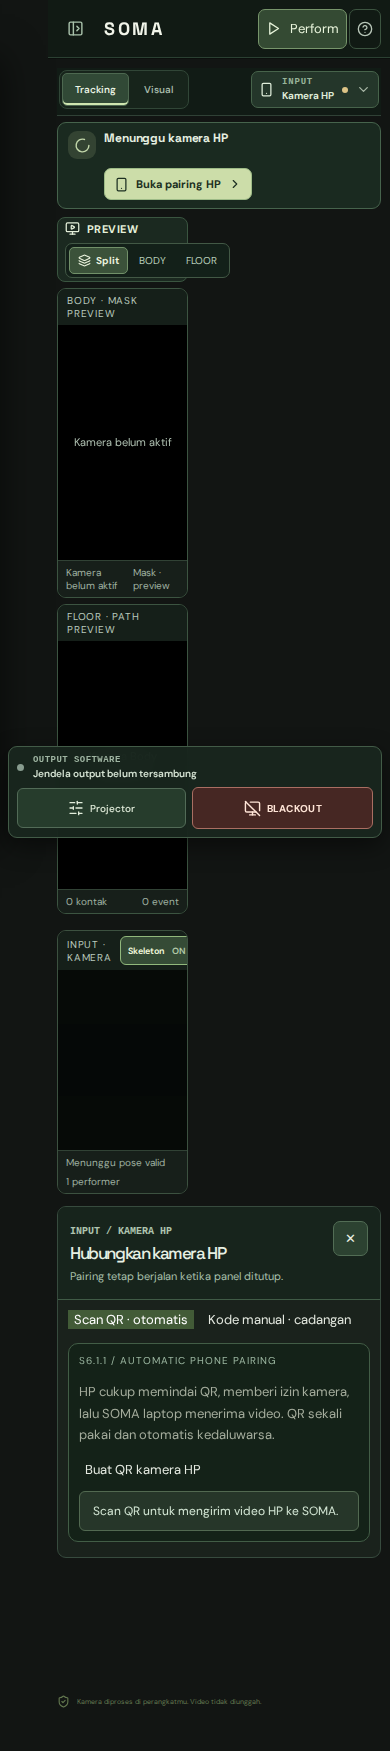 SOMA
Perform
Tracking
Visual
INPUT
Kamera HP
Menunggu kamera HP
Buka pairing HP
PREVIEW
Split
BODY
FLOOR
BODY · MASK
PREVIEW
Kamera belum aktif
Kamera
belum aktif
Mask ·
preview
FLOOR · PATH
PREVIEW
OUTPUT SOFTWARE
Jendela output belum tersambung
Projector
BLACKOUT
0 kontak
0 event
INPUT ·
KAMERA
Skeleton ON
Menunggu pose valid
1 performer
INPUT / KAMERA HP
Hubungkan kamera HP
Pairing tetap berjalan ketika panel ditutup.
Scan QR · otomatis
Kode manual · cadangan
S6.1.1 / AUTOMATIC PHONE PAIRING
HP cukup memindai QR, memberi izin kamera,
lalu SOMA laptop menerima video. QR sekali
pakai dan otomatis kedaluwarsa.
Buat QR kamera HP
Scan QR untuk mengirim video HP ke SOMA.
Kamera diproses di perangkatmu. Video tidak diunggah.